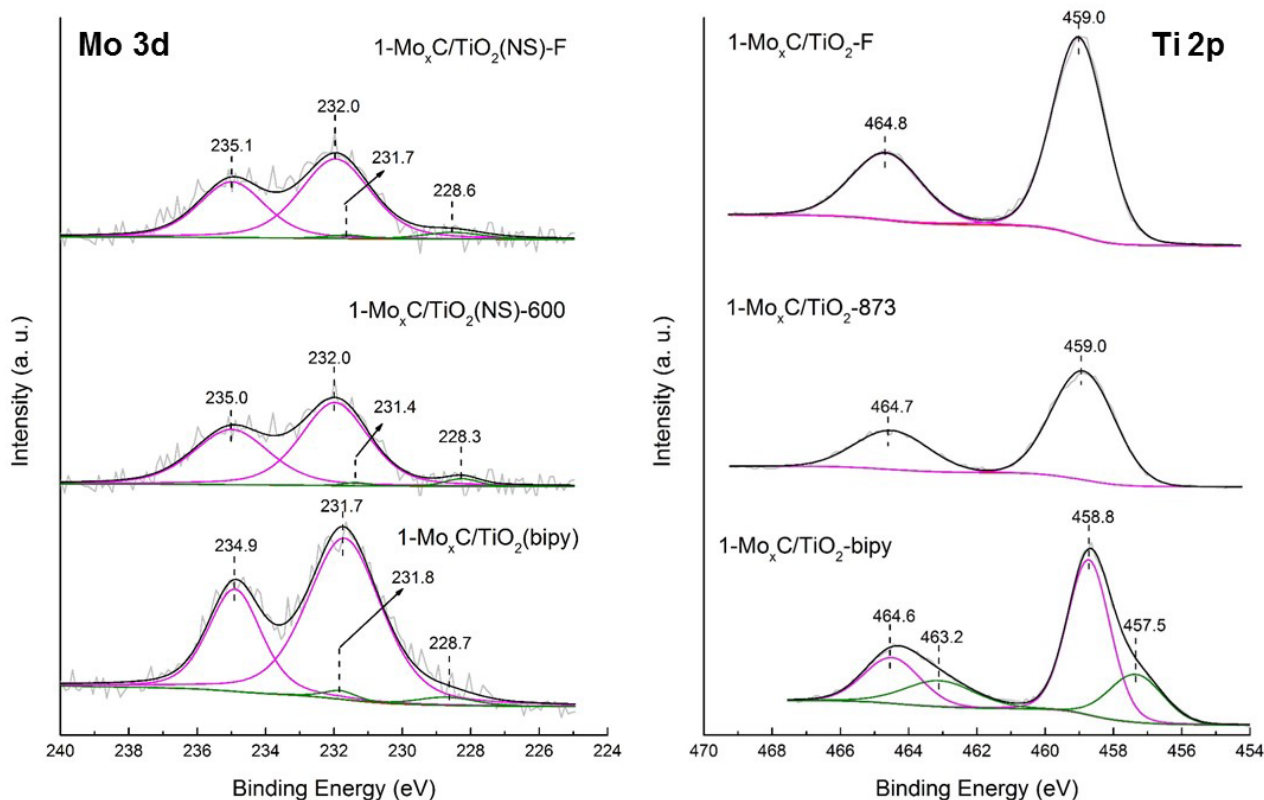 Mo 3d
1-MoₓC/TiO₂(NS)-F
235.1
232.0
231.7
228.6
1-MoₓC/TiO₂(NS)-600
235.0
232.0
231.4
228.3
1-MoₓC/TiO₂(bipy)
234.9
231.7
231.8
228.7
240 236 234 232 230 228 226 224
Binding Energy (eV)
Intensity (a. u.)
Ti 2p
1-MoₓC/TiO₂-F
464.8
459.0
1-MoₓC/TiO₂-873
464.7
459.0
1-MoₓC/TiO₂-bipy
464.6
463.2
458.8
457.5
470 468 466 464 462 460 458 456 454
Binding Energy (eV)
Intensity (a. u.)